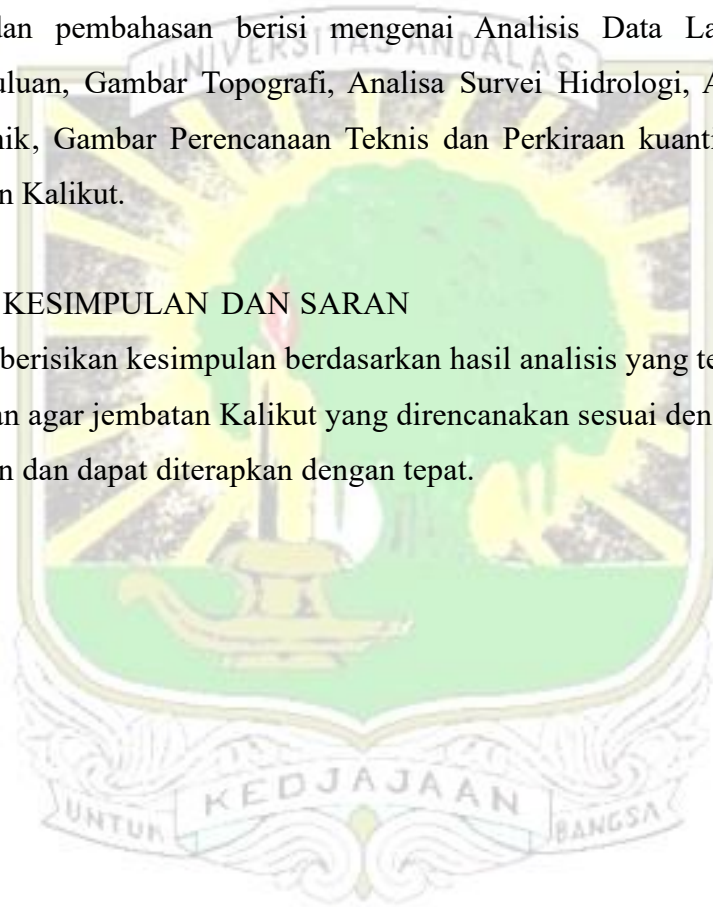 UNIVERSITAS ANDALAS
dan pembahasan berisi mengenai Analisis Data La
uluan, Gambar Topografi, Analisa Survei Hidrologi, A
nik, Gambar Perencanaan Teknis dan Perkiraan kuanti
n Kalikut.
KESIMPULAN DAN SARAN
berisikan kesimpulan berdasarkan hasil analisis yang te
an agar jembatan Kalikut yang direncanakan sesuai den
n dan dapat diterapkan dengan tepat.
UNTUK KEDJAJAAN BANGSA